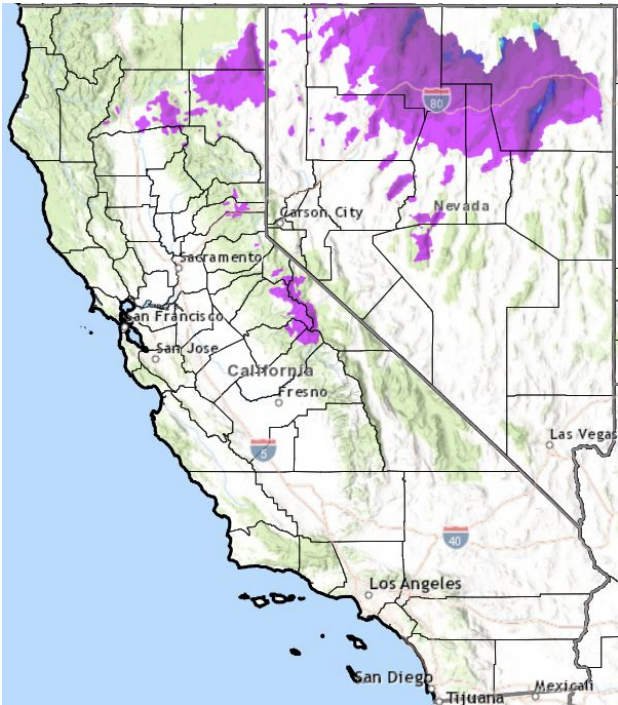 80
Nevada
Carson City
Sacramento
San Francisco
San Jose
California
Fresno
5
Las Vegas
40
Los Angeles
San Diego
Tijuana
Mexicali